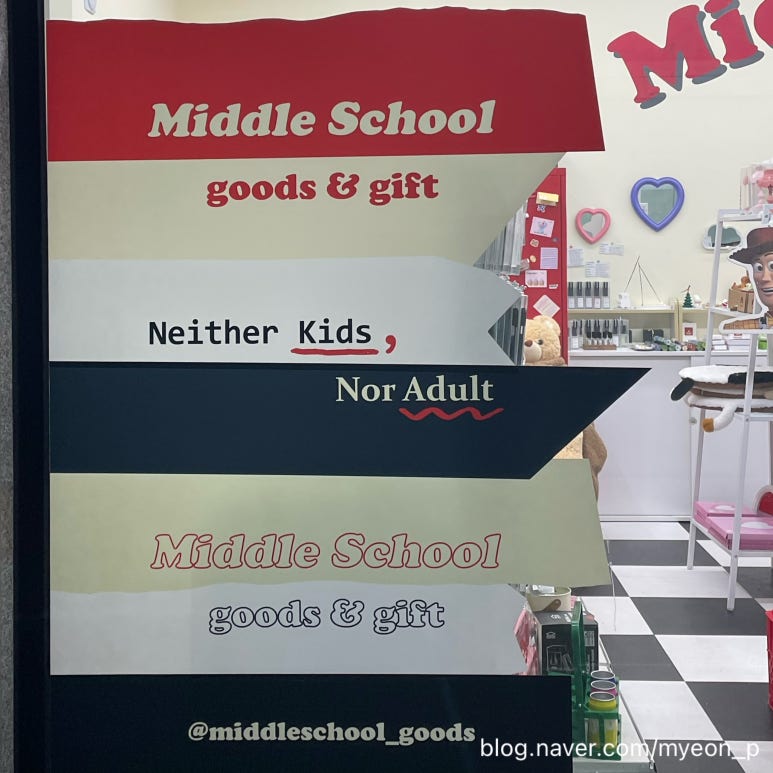 Middle School
goods & gift
Neither Kids,
Nor Adult
Middle School
goods & gift
@middleschool_goods
blog.naver.com/myeon_p